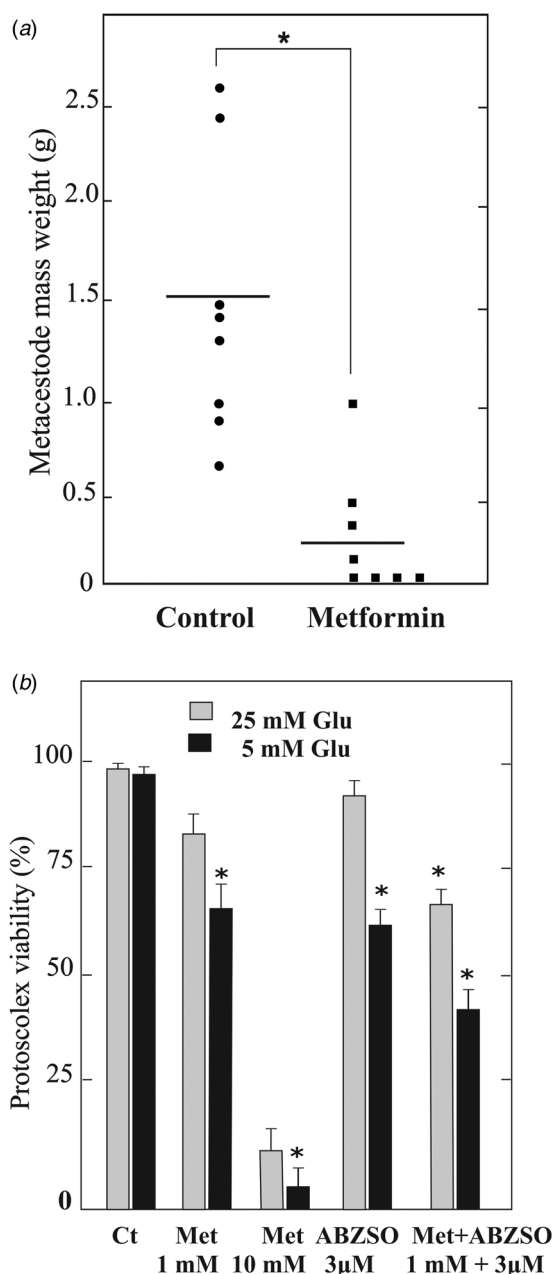 (a)
*
Metacestode mass weight (g)
2.5
2.0
1.5
1.0
0.5
0
Control Metformin
(b)
25 mM Glu
5 mM Glu
Protoscolex viability (%)
100
75
50
25
0
*
*
*
*
*
Ct Met Met ABZSO Met+ABZSO
1 mM 10 mM 3µM 1 mM + 3µM